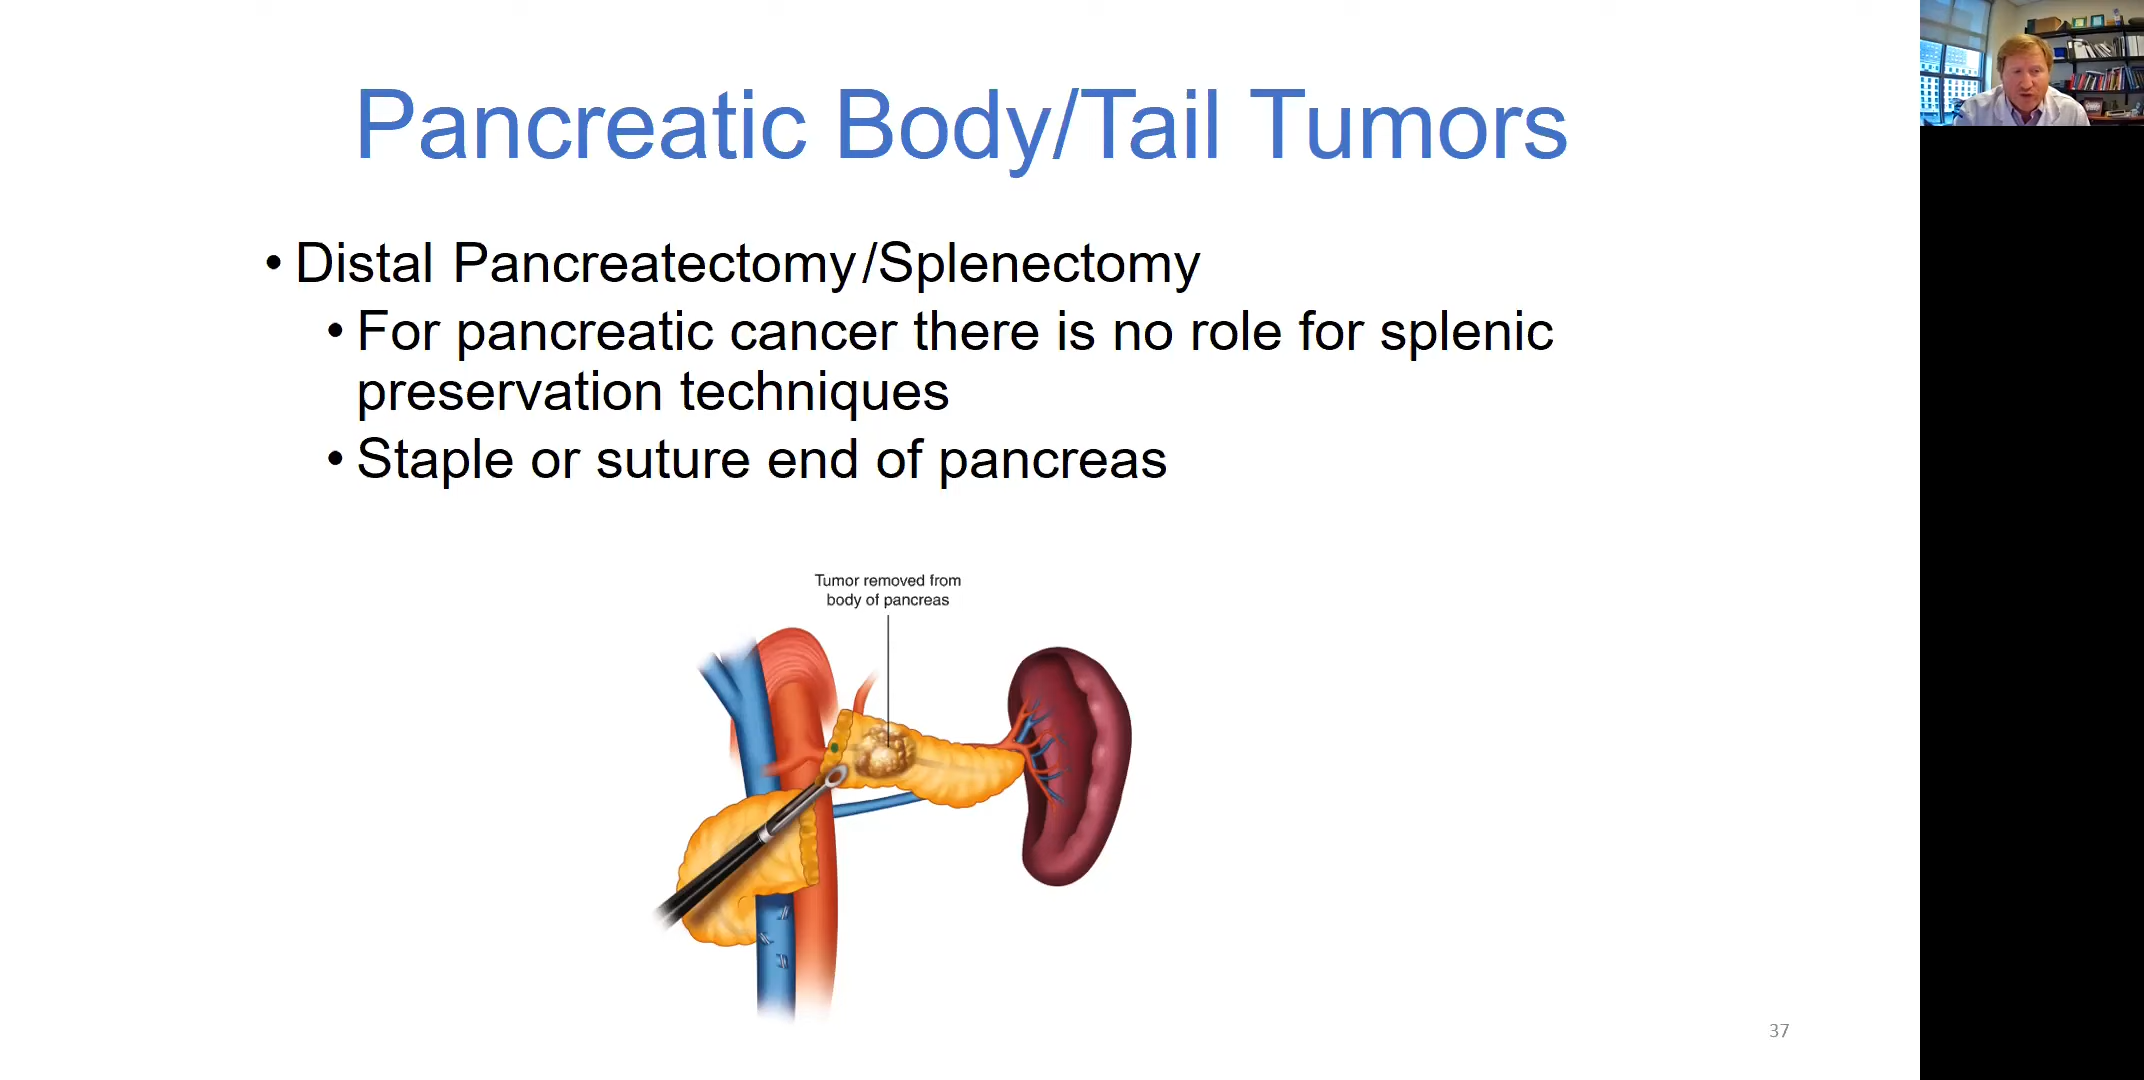 Pancreatic Body/Tail Tumors
• Distal Pancreatectomy/Splenectomy
• For pancreatic cancer there is no role for splenic
preservation techniques
• Staple or suture end of pancreas
Tumor removed from
body of pancreas
37